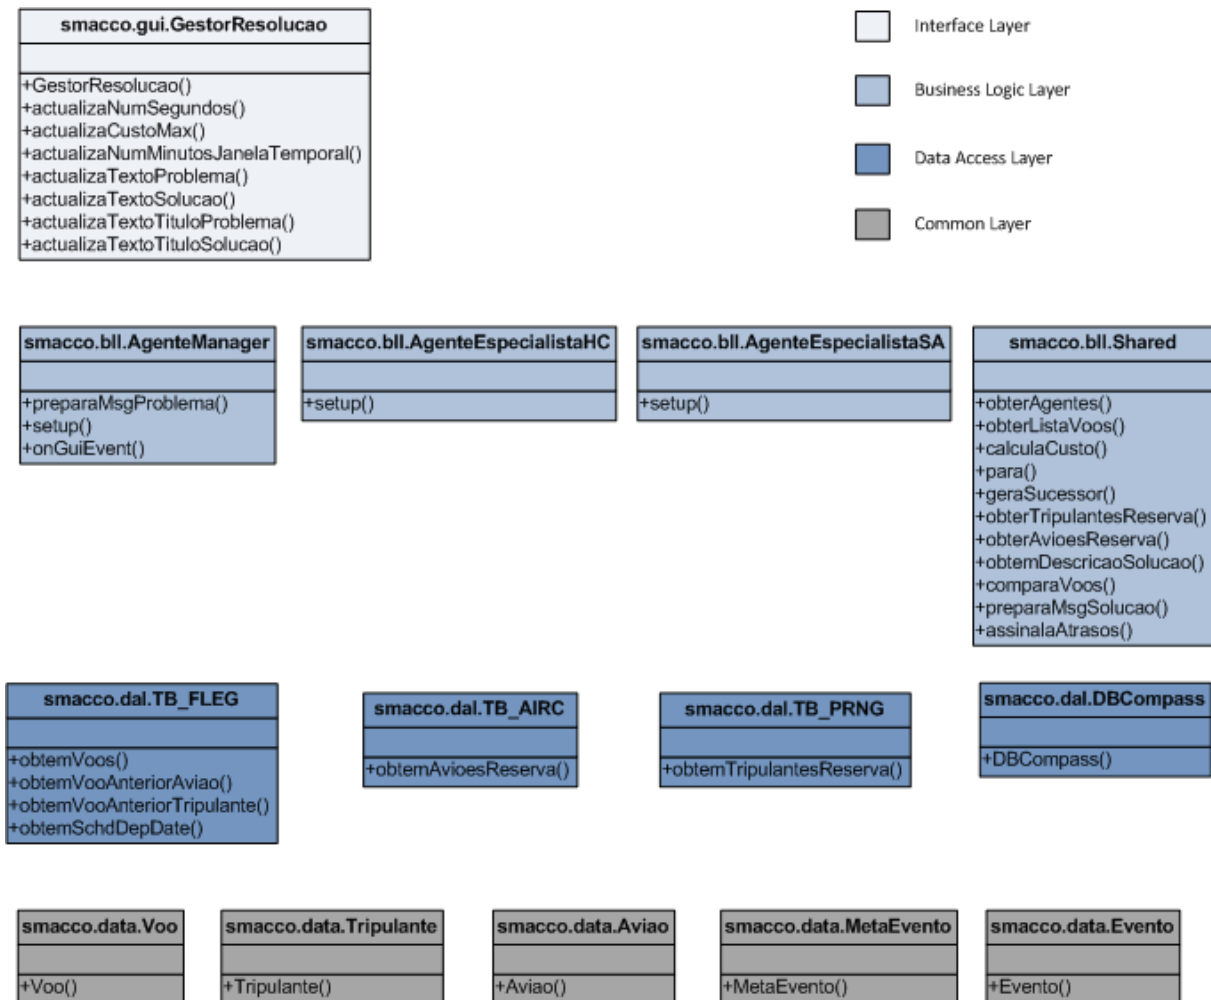 smacco.gui.GestorResolucao
+GestorResolucao()
+actualizaNumSegundos()
+actualizaCustoMax()
+actualizaNumMinutosJanelaTemporal()
+actualizaTextoProblema()
+actualizaTextoSolucao()
+actualizaTextoTituloProblema()
+actualizaTextoTituloSolucao()
Interface Layer
Business Logic Layer
Data Access Layer
Common Layer
smacco.bll.AgenteManager
+preparaMsgProblema()
+setup()
+onGuiEvent()
smacco.bll.AgenteEspecialistaHC
+setup()
smacco.bll.AgenteEspecialistaSA
+setup()
smacco.bll.Shared
+obterAgentes()
+obterListaVoos()
+calculaCusto()
+para()
+geraSucessor()
+obterTripulantesReserva()
+obterAvioesReserva()
+obtemDescricaoSolucao()
+comparaVoos()
+preparaMsgSolucao()
+assinalaAtrasos()
smacco.dal.TB_FLEG
+obtemVoos()
+obtemVooAnteriorAviao()
+obtemVooAnteriorTripulante()
+obtemSchdDepDate()
smacco.dal.TB_AIRC
+obtemAvioesReserva()
smacco.dal.TB_PRNG
+obtemTripulantesReserva()
smacco.dal.DBCompass
+DBCompass()
smacco.data.Voo
+Voo()
smacco.data.Tripulante
+Tripulante()
smacco.data.Aviao
+Aviao()
smacco.data.MetaEvento
+MetaEvento()
smacco.data.Evento
+Evento()